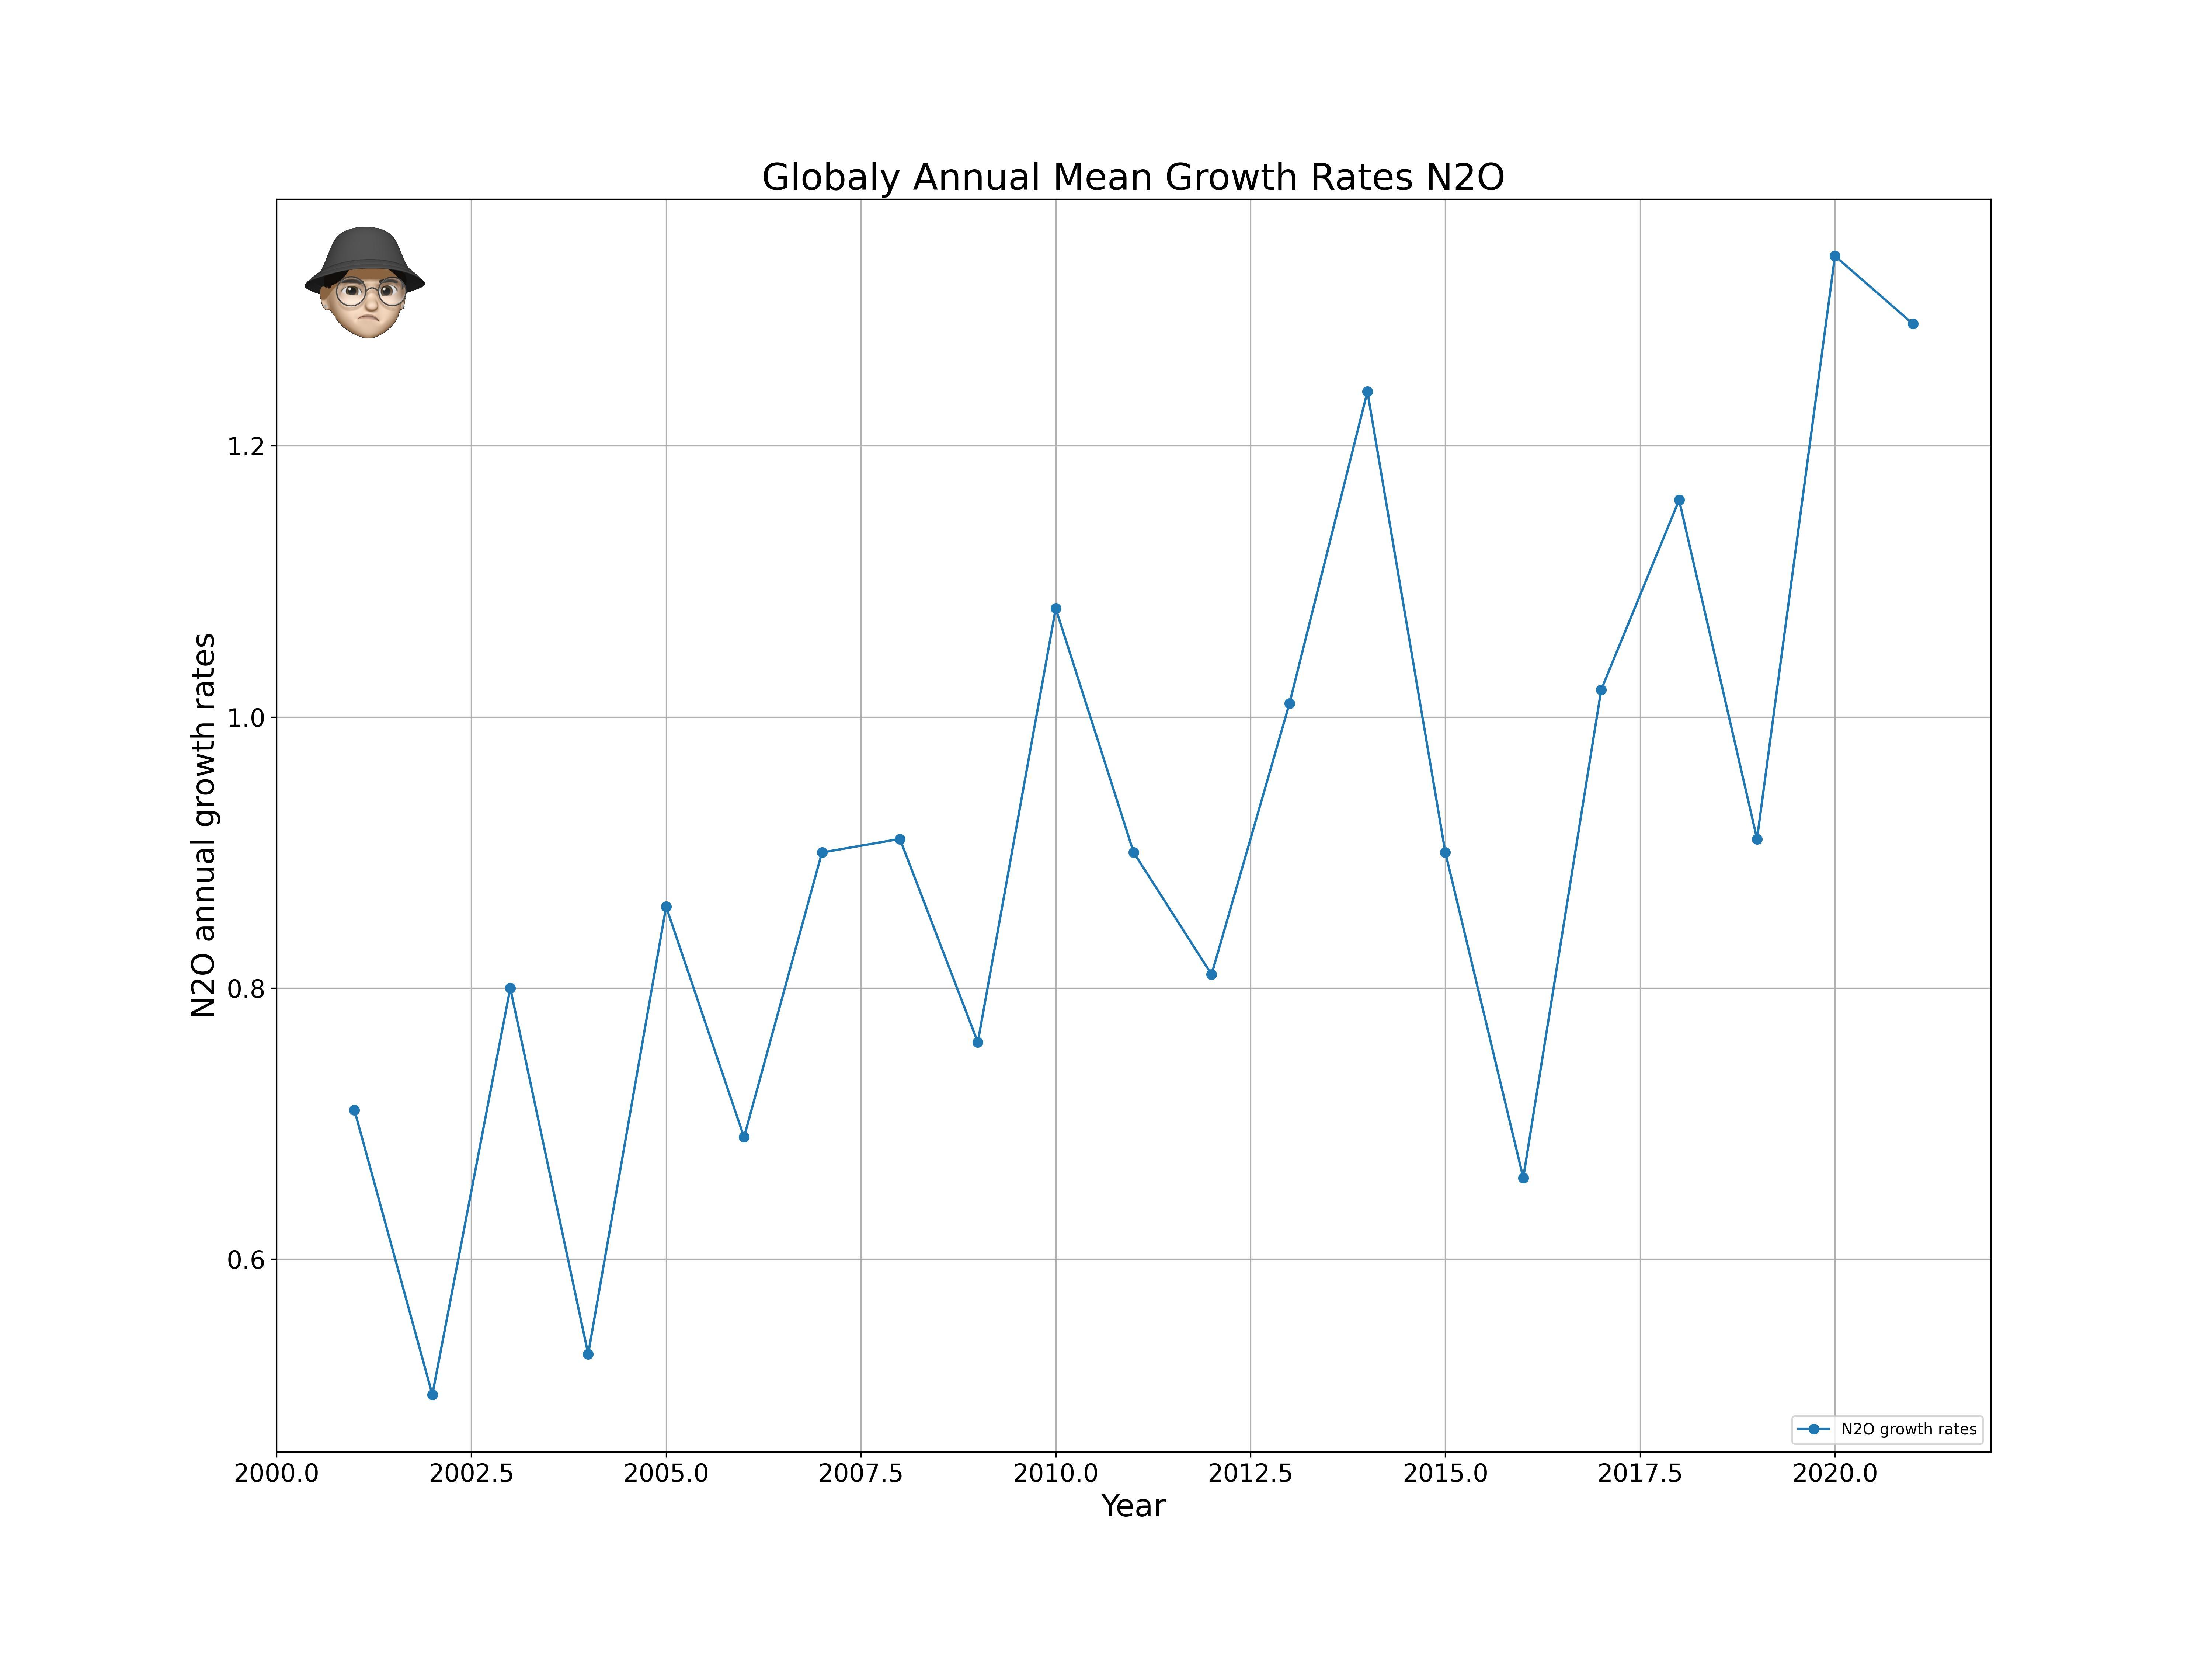 Globaly Annual Mean Growth Rates N2O
N2O annual growth rates
1.2
1.0
0.8
0.6
N2O growth rates
2000.0 2002.5 2005.0 2007.5 2010.0 2012.5 2015.0 2017.5 2020.0
Year